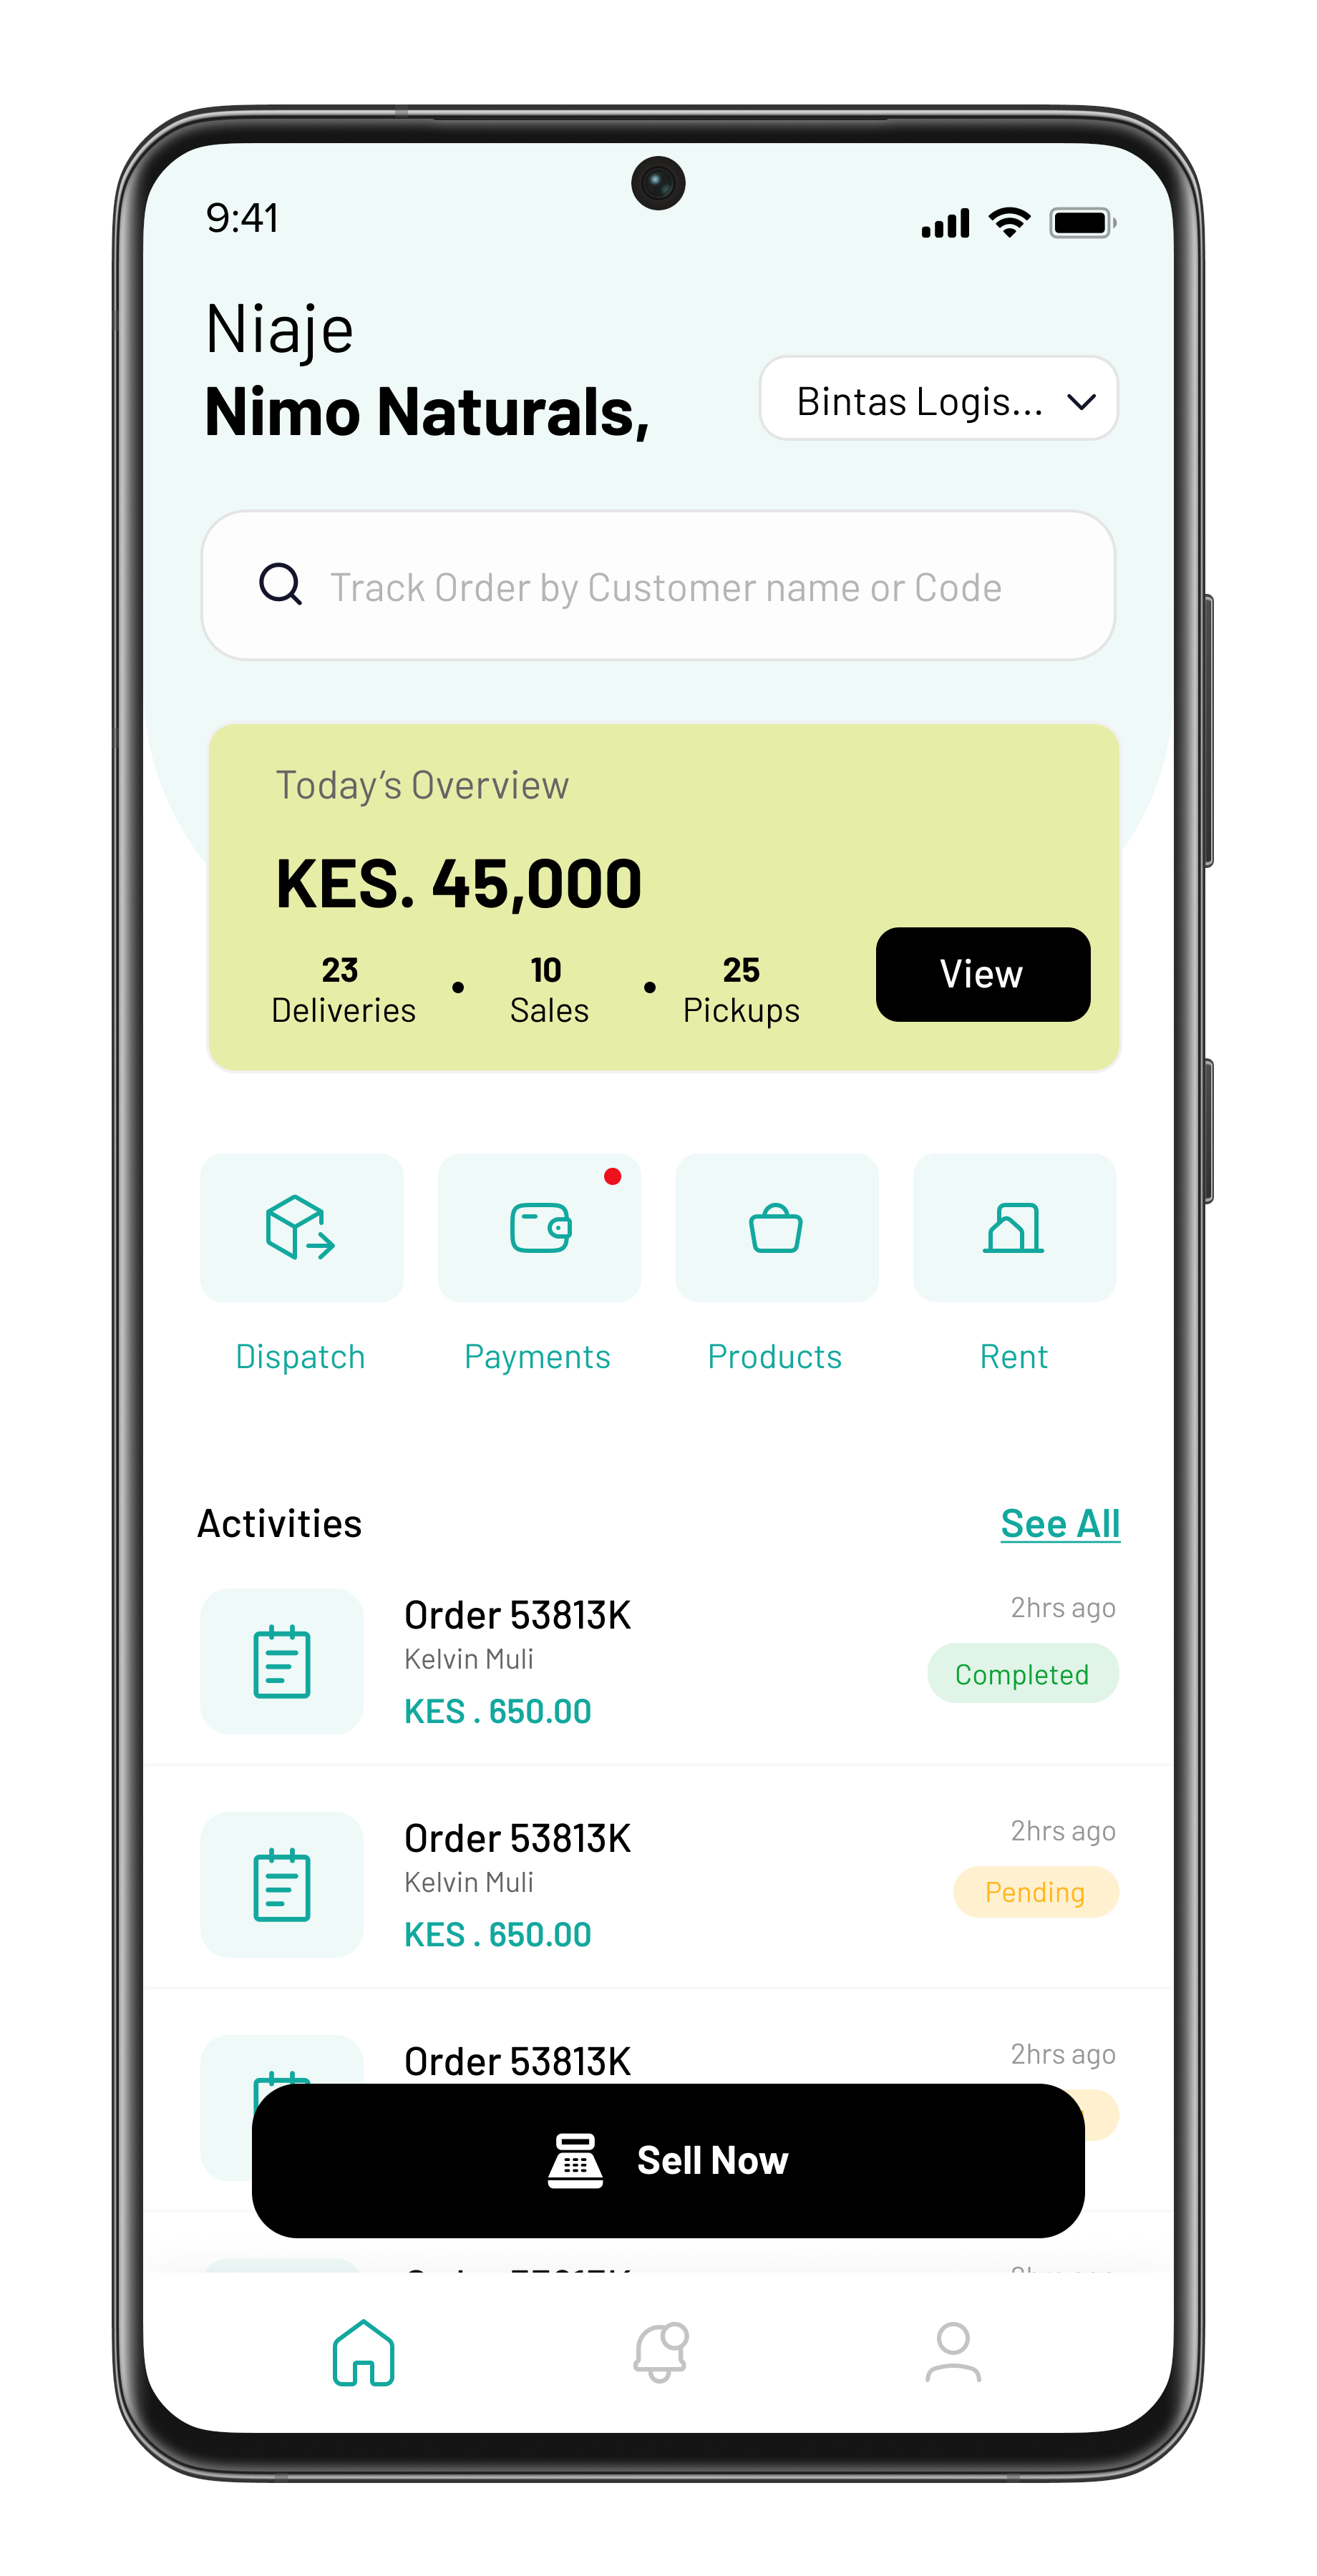 9:41
Niaje
Nimo Naturals,
Bintas Logis...
Track Order by Customer name or Code
Today’s Overview
KES. 45,000
23 • 10 • 25
Deliveries Sales Pickups
View
Dispatch Payments Products Rent
Activities See All
Order 53813K 2hrs ago
Kelvin Muli
Completed
KES . 650.00
Order 53813K 2hrs ago
Kelvin Muli
Pending
KES . 650.00
Order 53813K 2hrs ago
Sell Now